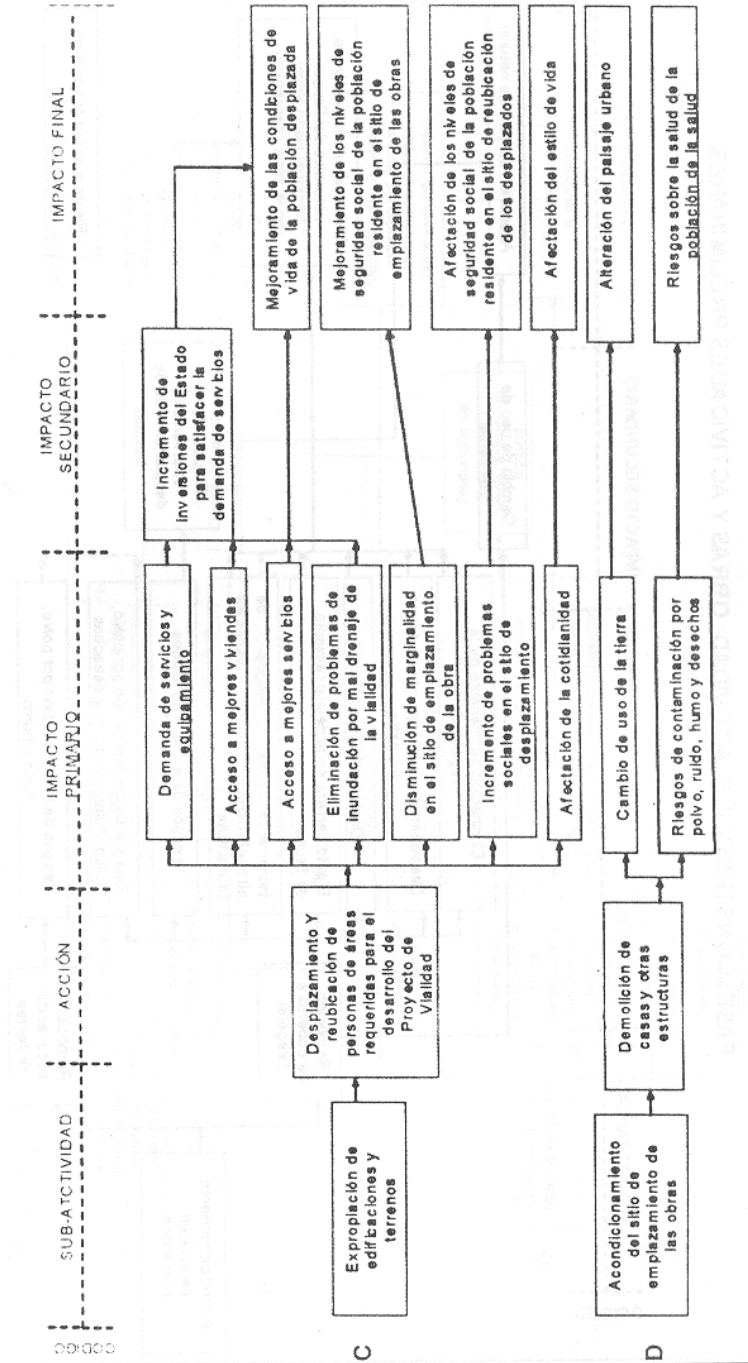 CODIGO
SUB-ATCTIVIDAD
ACCIÓN
IMPACTO
PRIMARIO
IMPACTO
SECUNDARIO
IMPACTO FINAL
C
Expropiación de
edificaciones y
terrenos
Desplazamiento Y
reubicación de
personas de áreas
requeridas para el
desarrollo del
Proyecto de
Vialidad
Demanda de servicios y
equipamiento
Acceso a mejores viviendas
Acceso a mejores servicios
Eliminación de problemas de
inundación por mal drenaje de
la vialidad
Disminución de marginalidad
en el sitio de emplazamiento
de la obra
Incremento de problemas
sociales en el sitio de
desplazamiento
Afectación de la cotidianidad
Incremento de
inversiones del Estado
para satisfacer la
demanda de servicios
Mejoramiento de las condiciones de
vida de la población desplazada
Mejoramiento de los niveles de
seguridad social de la población
residente en el sitio de
emplazamiento de las obras
Afectación de los niveles de
seguridad social de la población
residente en el sitio de reubicación
de los desplazados
Afectación del estilo de vida
D
Acondicionamiento
del sitio de
emplazamiento de
las obras
Demolición de
casas y otras
estructuras
Cambio de uso de la tierra
Riesgos de contaminación por
polvo, ruido, humo y desechos
Alteración del paisaje urbano
Riesgos sobre la salud de la
población de la salud